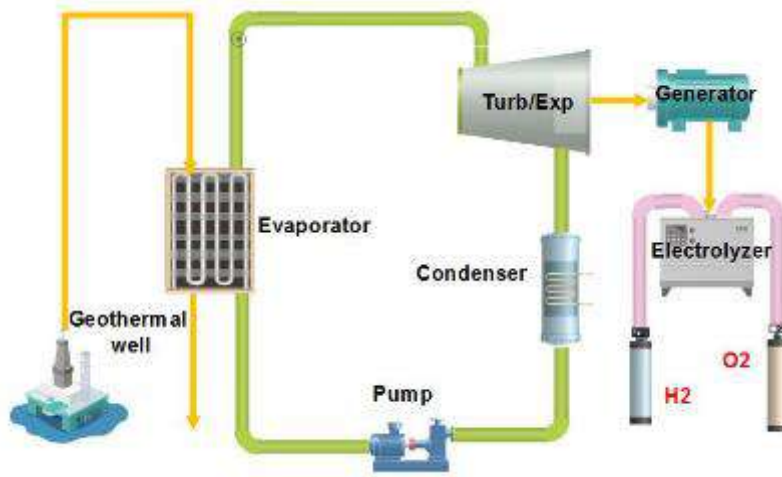 Turb/Exp
Generator
Evaporator
Condenser
Electrolyzer
Geothermal
well
Pump
H2
O2